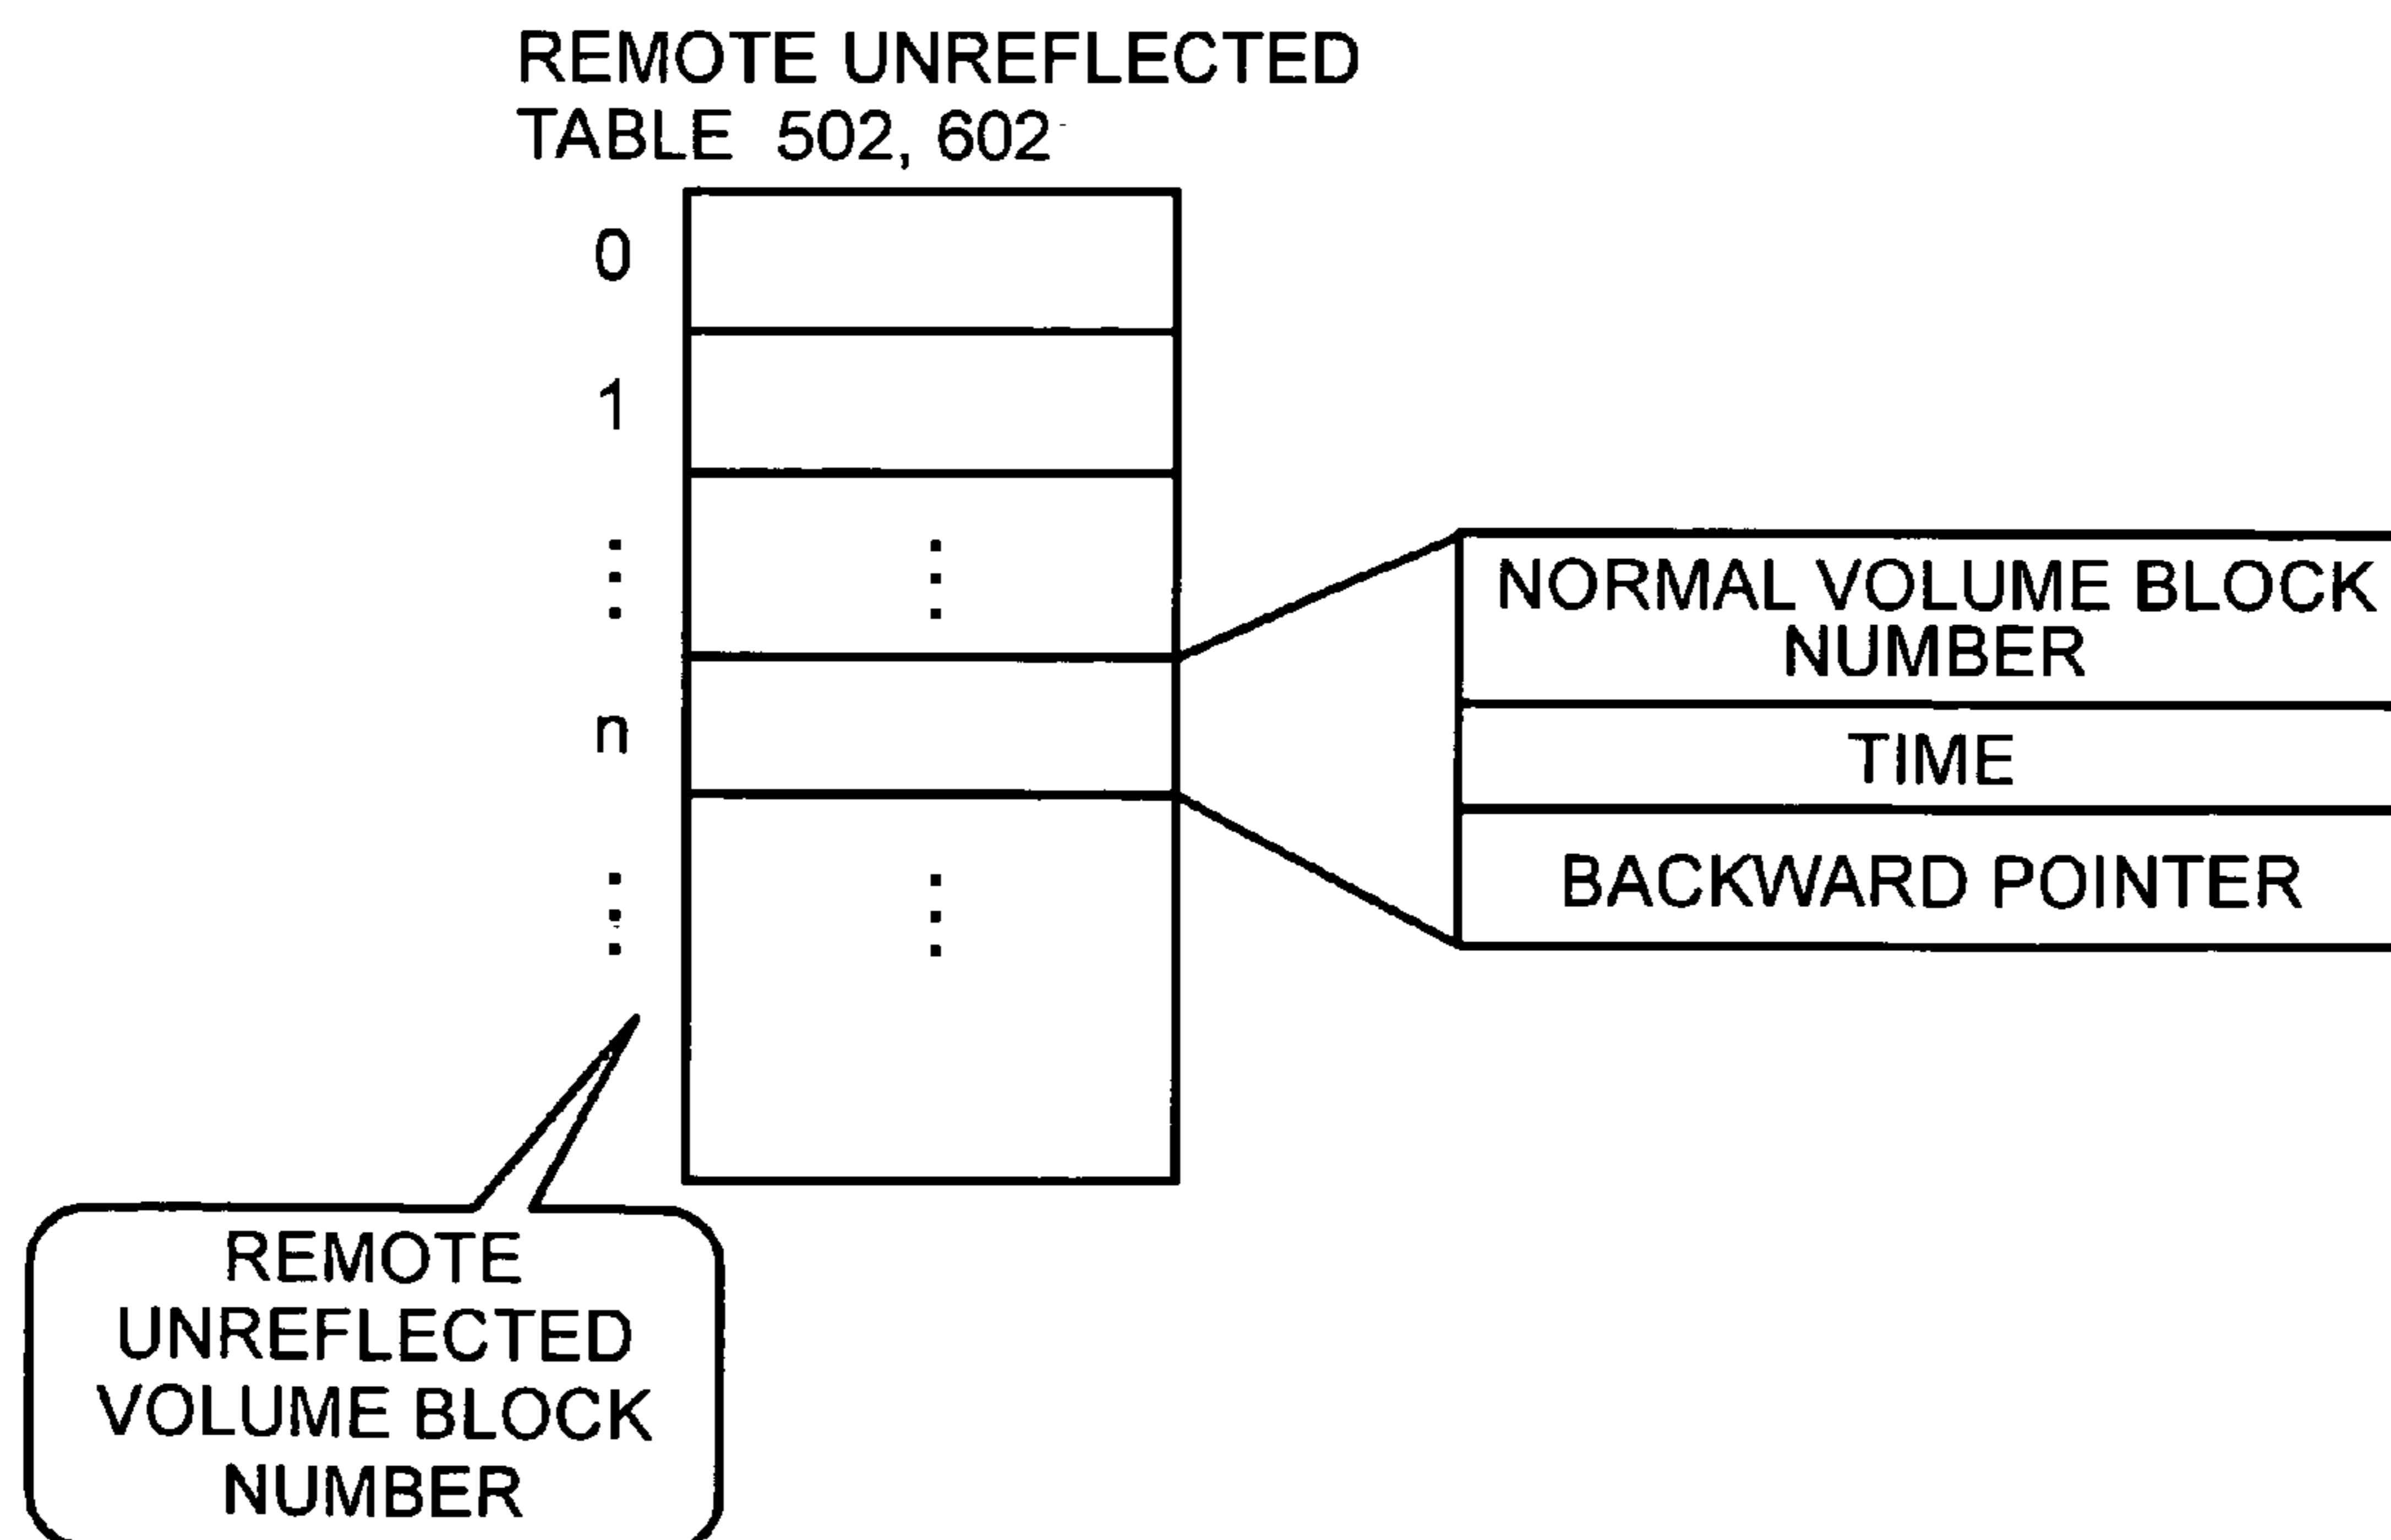 REMOTE UNREFLECTED
TABLE 502, 602
0
1
n
NORMAL VOLUME BLOCK
NUMBER
TIME
BACKWARD POINTER
REMOTE
UNREFLECTED
VOLUME BLOCK
NUMBER